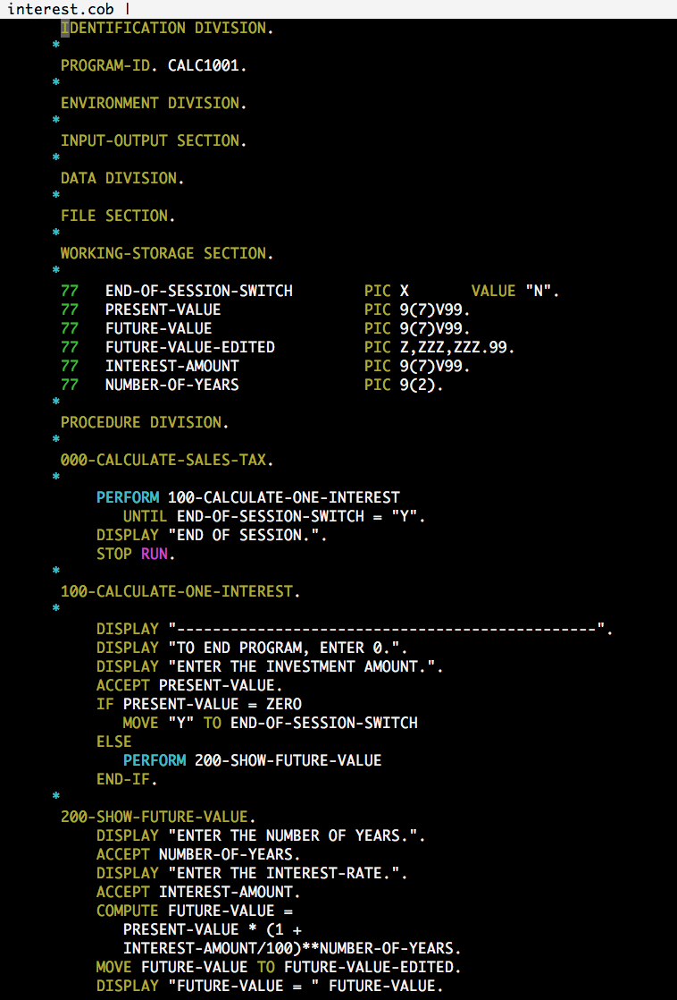 interest.cob |
IDENTIFICATION DIVISION.
*
PROGRAM-ID. CALC1001.
*
ENVIRONMENT DIVISION.
*
INPUT-OUTPUT SECTION.
*
DATA DIVISION.
*
FILE SECTION.
*
WORKING-STORAGE SECTION.
*
77 END-OF-SESSION-SWITCH PIC X VALUE "N".
77 PRESENT-VALUE PIC 9(7)V99.
77 FUTURE-VALUE PIC 9(7)V99.
77 FUTURE-VALUE-EDITED PIC Z,ZZZ,ZZZ.99.
77 INTEREST-AMOUNT PIC 9(7)V99.
77 NUMBER-OF-YEARS PIC 9(2).
*
PROCEDURE DIVISION.
*
000-CALCULATE-SALES-TAX.
*
PERFORM 100-CALCULATE-ONE-INTEREST
UNTIL END-OF-SESSION-SWITCH = "Y".
DISPLAY "END OF SESSION.".
STOP RUN.
*
100-CALCULATE-ONE-INTEREST.
*
DISPLAY "-----------------------------------------------".
DISPLAY "TO END PROGRAM, ENTER 0.".
DISPLAY "ENTER THE INVESTMENT AMOUNT.".
ACCEPT PRESENT-VALUE.
IF PRESENT-VALUE = ZERO
MOVE "Y" TO END-OF-SESSION-SWITCH
ELSE
PERFORM 200-SHOW-FUTURE-VALUE
END-IF.
*
200-SHOW-FUTURE-VALUE.
DISPLAY "ENTER THE NUMBER OF YEARS.".
ACCEPT NUMBER-OF-YEARS.
DISPLAY "ENTER THE INTEREST-RATE.".
ACCEPT INTEREST-AMOUNT.
COMPUTE FUTURE-VALUE =
PRESENT-VALUE * (1 +
INTEREST-AMOUNT/100)**NUMBER-OF-YEARS.
MOVE FUTURE-VALUE TO FUTURE-VALUE-EDITED.
DISPLAY "FUTURE-VALUE = " FUTURE-VALUE.